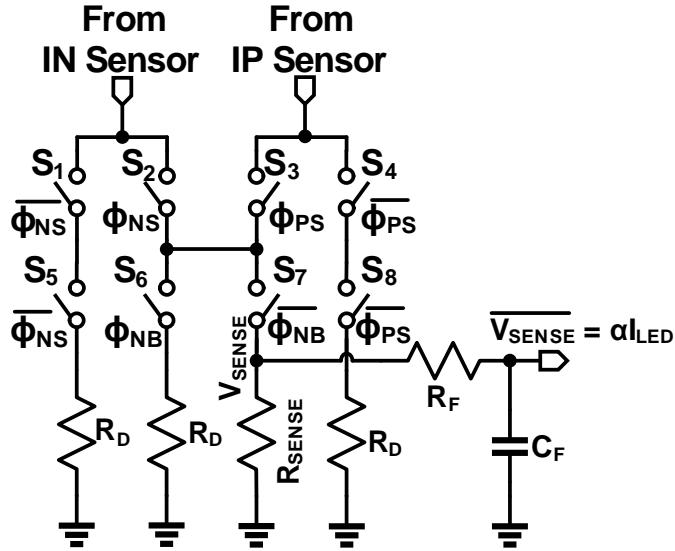 From From
IN Sensor IP Sensor
S1 S2 S3 S4
ϕNS ϕNS ϕPS ϕPS
S5 S6 S7 S8
ϕNS ϕNB ϕNB ϕPS
VSENSE = αILED
VSENSE
RF
RD RD RSENSE RD CF